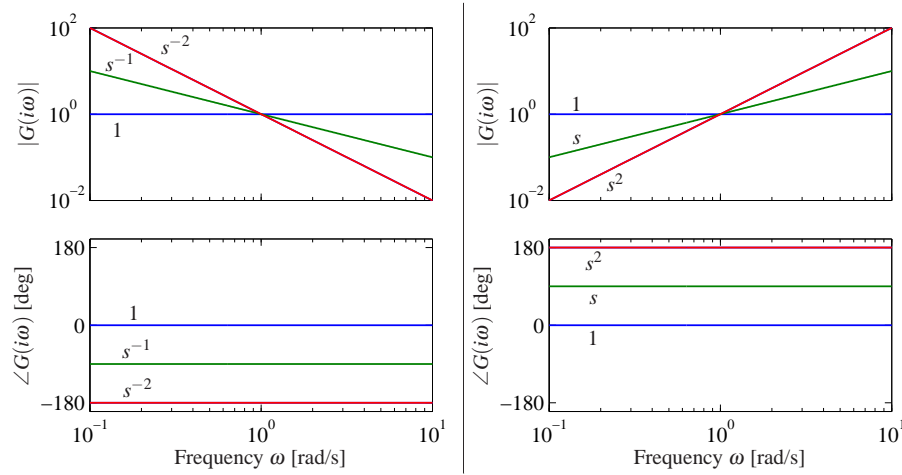 10^2
10^0
10^-2
|G(iω)|
s^-2
s^-1
1
180
0
-180
∠G(iω) [deg]
1
s^-1
s^-2
10^-1
10^0
10^1
Frequency ω [rad/s]
10^2
10^0
10^-2
|G(iω)|
1
s
s^2
180
0
-180
∠G(iω) [deg]
s^2
s
1
10^-1
10^0
10^1
Frequency ω [rad/s]